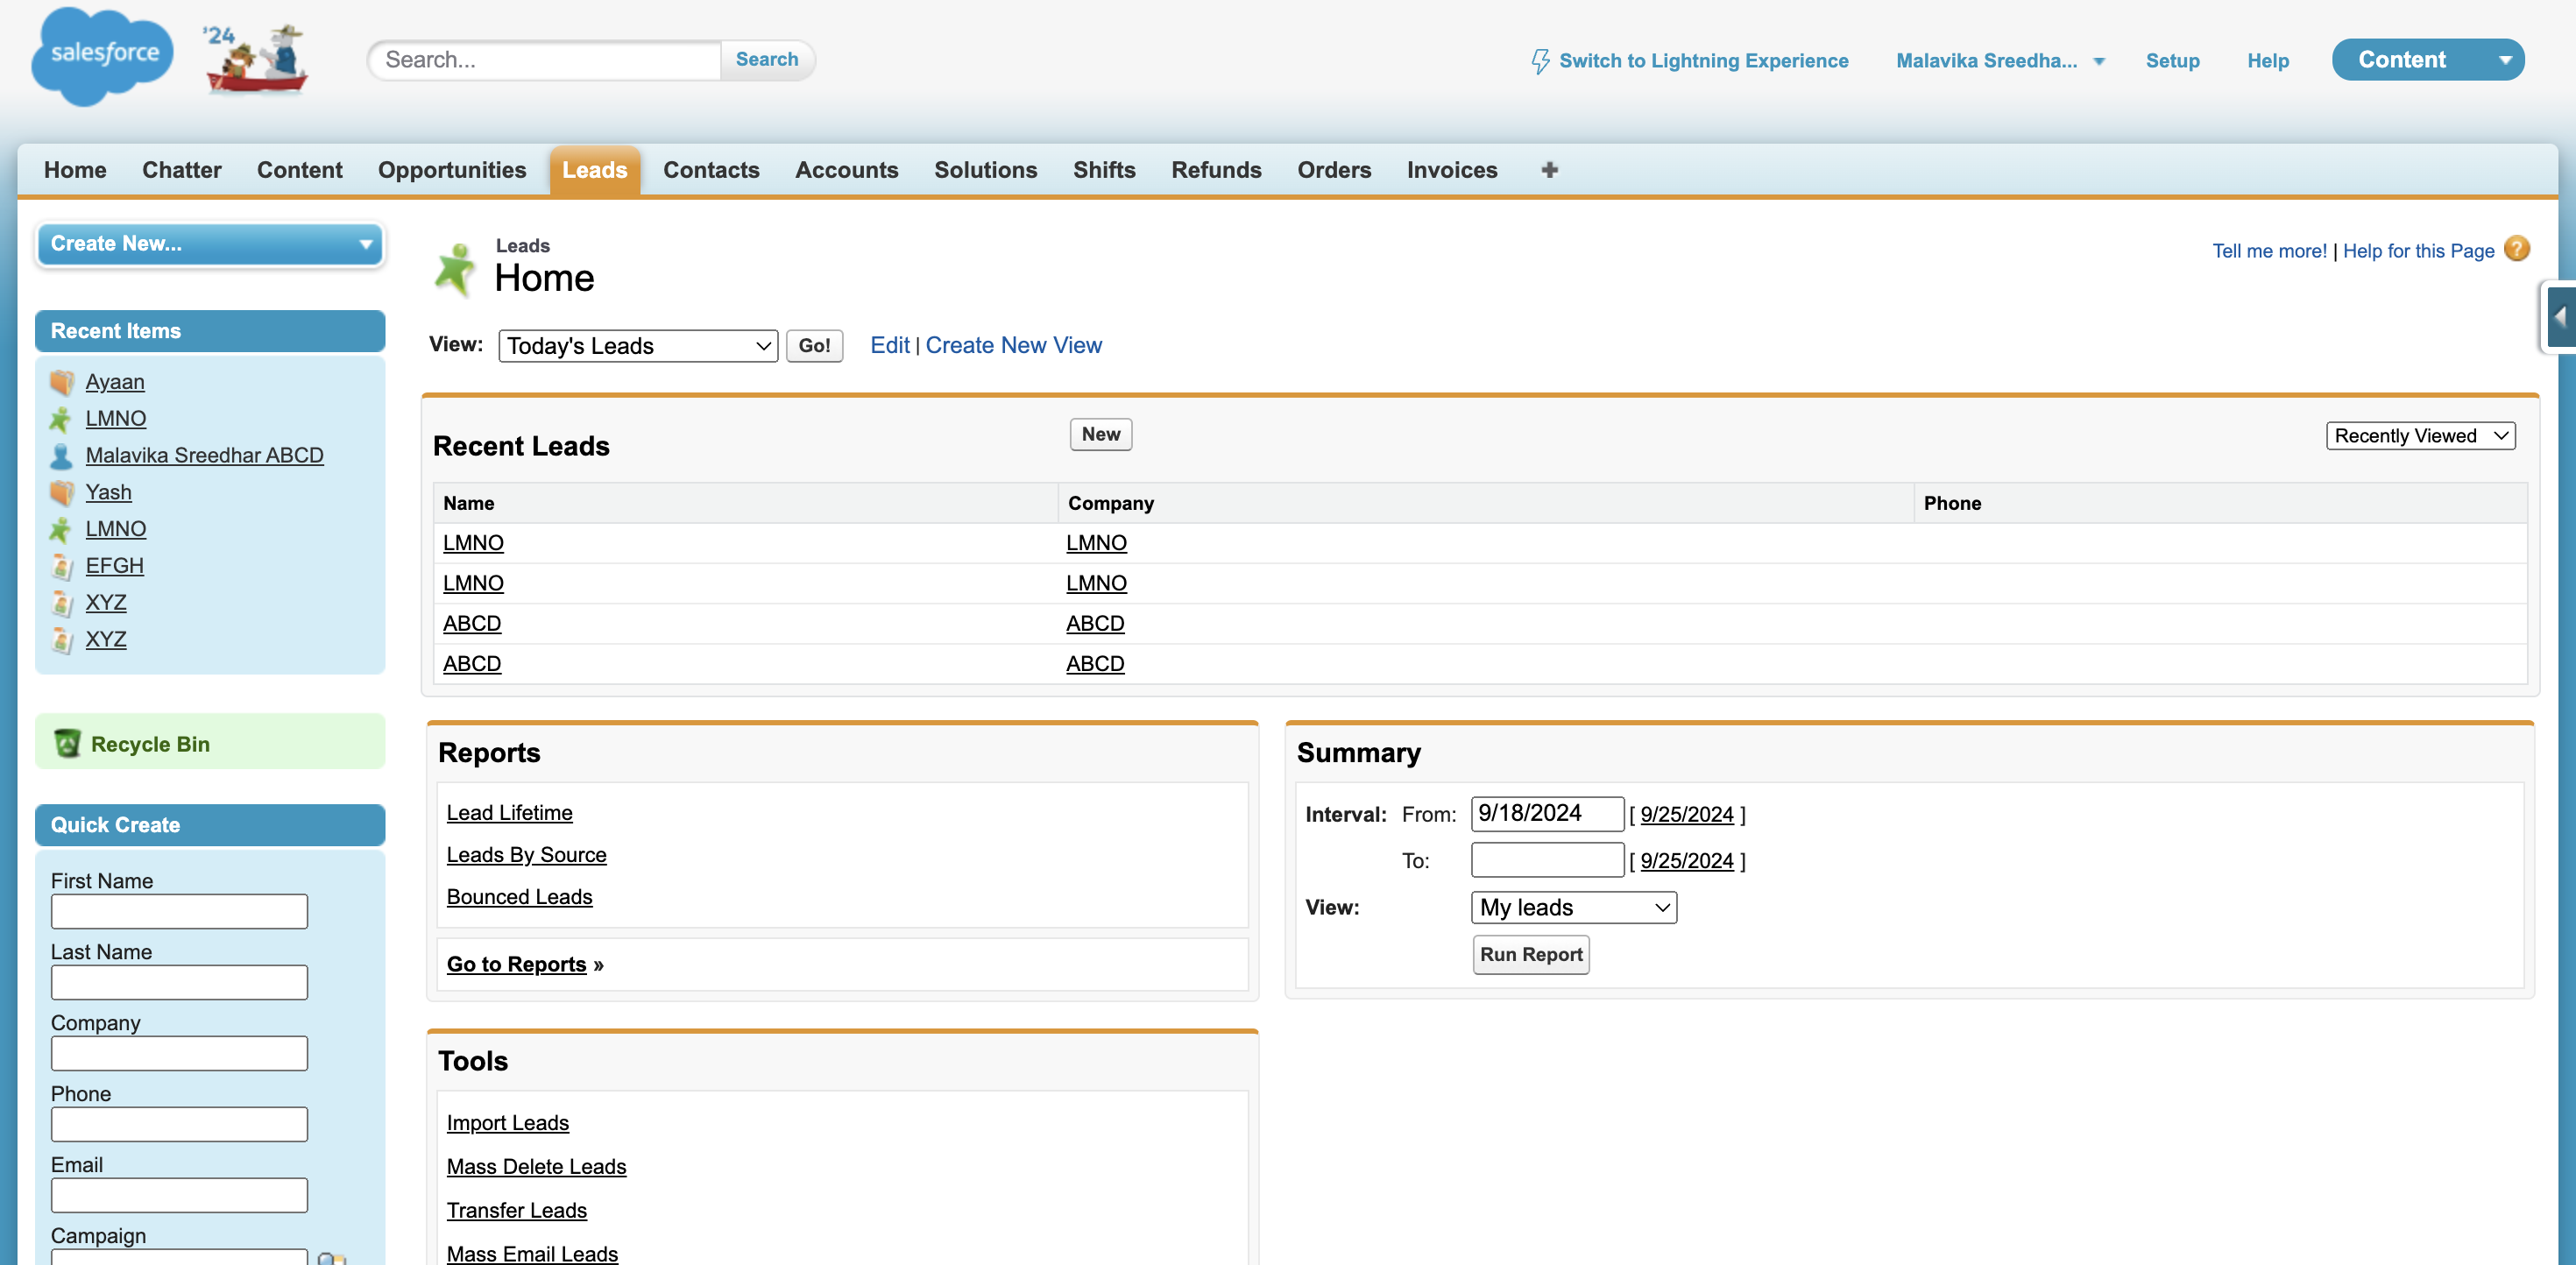 salesforce
'24
Search...
Search
Switch to Lightning Experience
Malavika Sreedha...
Setup
Help
Content
Home
Chatter
Content
Opportunities
Leads
Contacts
Accounts
Solutions
Shifts
Refunds
Orders
Invoices
+
Create New...
Recent Items
Ayaan
LMNO
Malavika Sreedhar ABCD
Yash
LMNO
EFGH
XYZ
XYZ
Recycle Bin
Quick Create
First Name
Last Name
Company
Phone
Email
Campaign
Leads
Home
Tell me more! | Help for this Page ?
View: Today's Leads Go! Edit | Create New View
Recent Leads
New
Recently Viewed
Name Company Phone
LMNO LMNO
LMNO LMNO
ABCD ABCD
ABCD ABCD
Reports
Lead Lifetime
Leads By Source
Bounced Leads
Go to Reports »
Summary
Interval: From: 9/18/2024 [ 9/25/2024 ]
To: [ 9/25/2024 ]
View: My leads
Run Report
Tools
Import Leads
Mass Delete Leads
Transfer Leads
Mass Email Leads